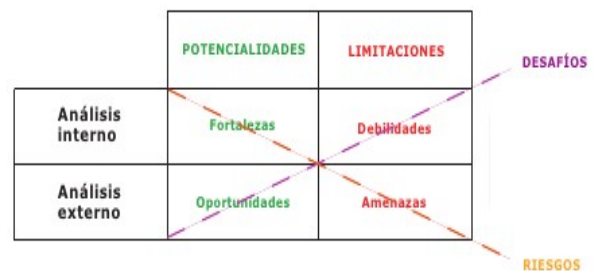 POTENCIALIDADES LIMITACIONES
DESAFÍOS
Análisis
interno
Fortalezas Debilidades
Análisis
externo
Oportunidades Amenazas
RIESGOS